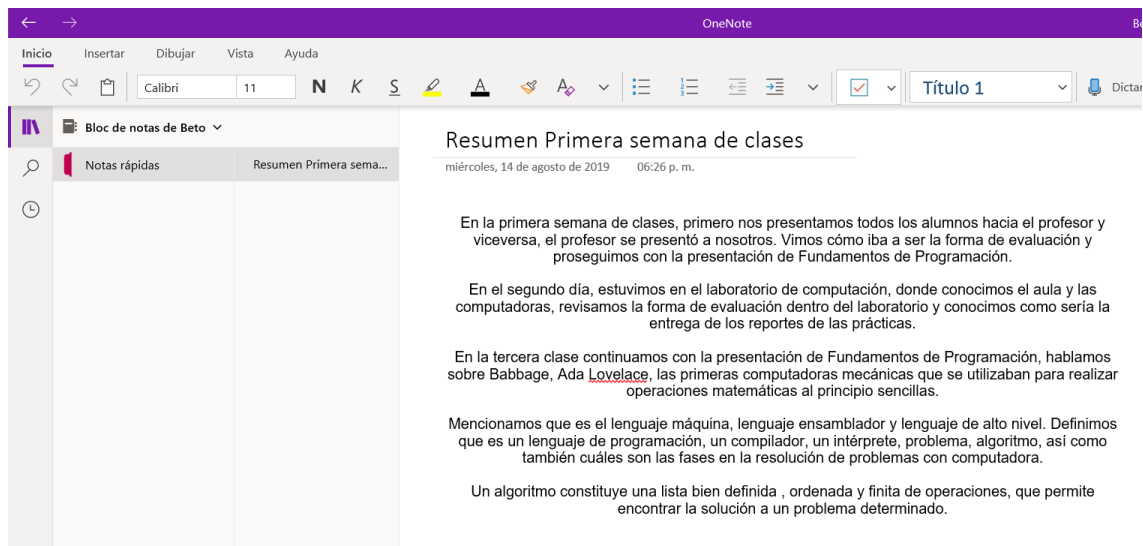 OneNote
Be
Inicio Insertar Dibujar Vista Ayuda
Calibri 11 N K S A A Título 1 Dictar
Bloc de notas de Beto
Notas rápidas Resumen Primera sema...
Resumen Primera semana de clases
miércoles, 14 de agosto de 2019 06:26 p. m.
En la primera semana de clases, primero nos presentamos todos los alumnos hacia el profesor y
viceversa, el profesor se presentó a nosotros. Vimos cómo iba a ser la forma de evaluación y
proseguimos con la presentación de Fundamentos de Programación.
En el segundo día, estuvimos en el laboratorio de computación, donde conocimos el aula y las
computadoras, revisamos la forma de evaluación dentro del laboratorio y conocimos como sería la
entrega de los reportes de las prácticas.
En la tercera clase continuamos con la presentación de Fundamentos de Programación, hablamos
sobre Babbage, Ada Lovelace, las primeras computadoras mecánicas que se utilizaban para realizar
operaciones matemáticas al principio sencillas.
Mencionamos que es el lenguaje máquina, lenguaje ensamblador y lenguaje de alto nivel. Definimos
que es un lenguaje de programación, un compilador, un intérprete, problema, algoritmo, así como
también cuáles son las fases en la resolución de problemas con computadora.
Un algoritmo constituye una lista bien definida , ordenada y finita de operaciones, que permite
encontrar la solución a un problema determinado.